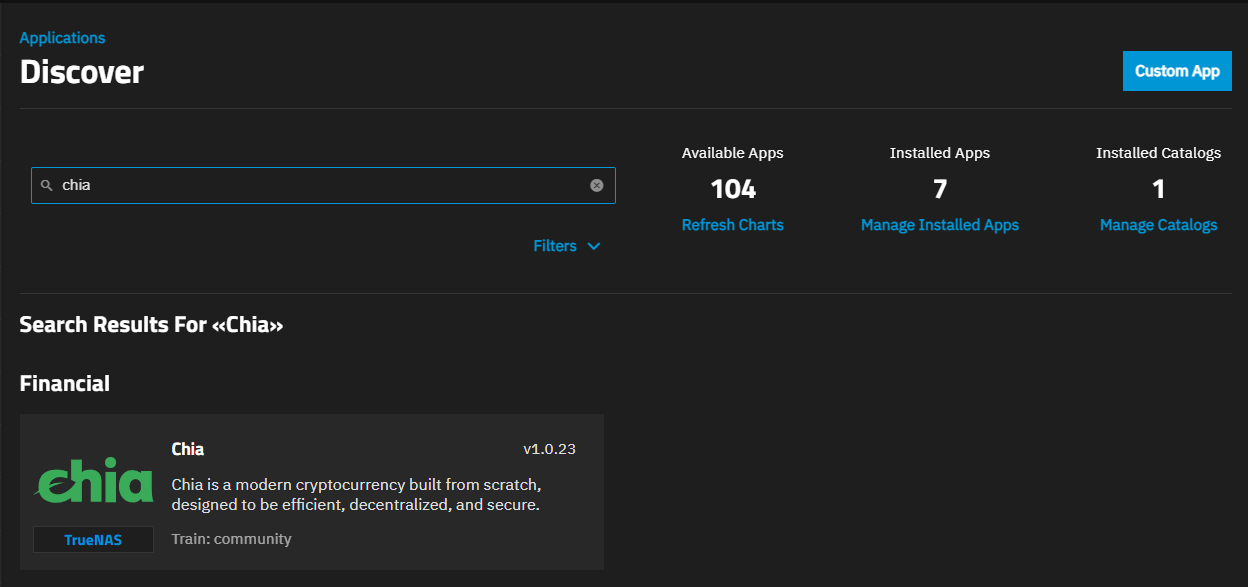 Applications
Discover
Custom App
chia
Filters
Available Apps
104
Refresh Charts
Installed Apps
7
Manage Installed Apps
Installed Catalogs
1
Manage Catalogs
Search Results For «Chia»
Financial
chia
TrueNAS
Chia
v1.0.23
Chia is a modern cryptocurrency built from scratch,
designed to be efficient, decentralized, and secure.
Train: community